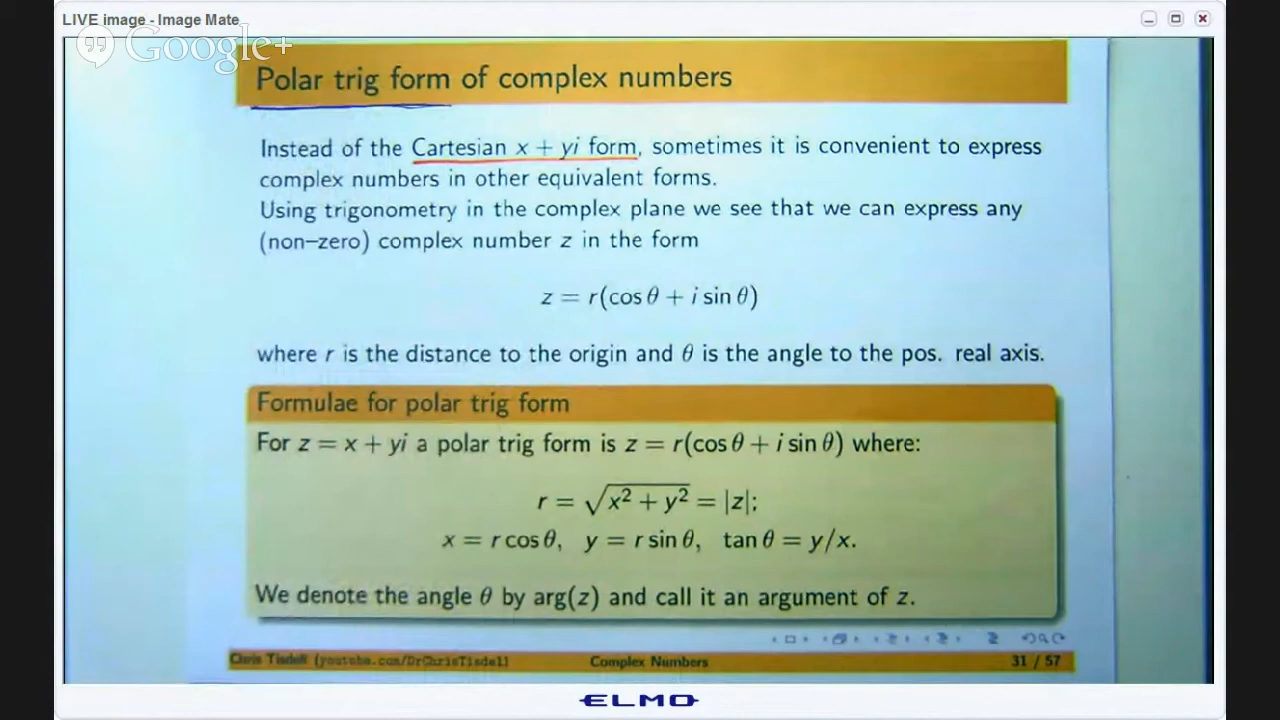 LIVE image - Image Mate
Google+
Polar trig form of complex numbers
Instead of the Cartesian x + yi form, sometimes it is convenient to express
complex numbers in other equivalent forms.
Using trigonometry in the complex plane we see that we can express any
(non–zero) complex number z in the form
z = r(cos θ + i sin θ)
where r is the distance to the origin and θ is the angle to the pos. real axis.
Formulae for polar trig form
For z = x + yi a polar trig form is z = r(cos θ + i sin θ) where:
r = √(x² + y²) = |z|;
x = r cos θ, y = r sin θ, tan θ = y/x.
We denote the angle θ by arg(z) and call it an argument of z.
Chris Tisdell (youtube.com/DrChrisTisdell Complex Numbers 31 / 57
ELMO